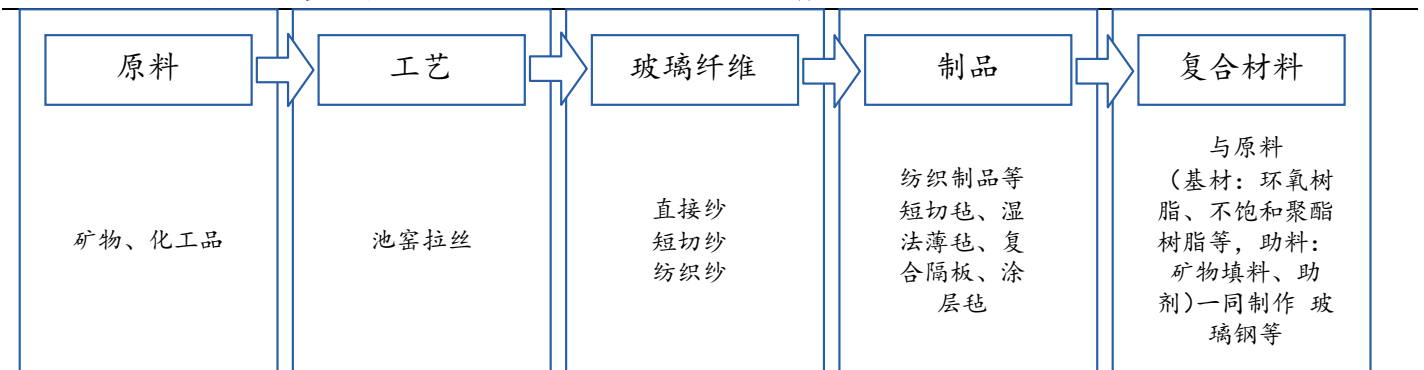 原料
工艺
玻璃纤维
制品
复合材料
矿物、化工品
池窑拉丝
直接纱
短切纱
纺织纱
纺织制品等
短切毡、湿
法薄毡、复
合隔板、涂
层毡
与原料
（基材：环氧树
脂、不饱和聚酯
树脂等，助料：
矿物填料、助
剂）一同制作 玻
璃钢等